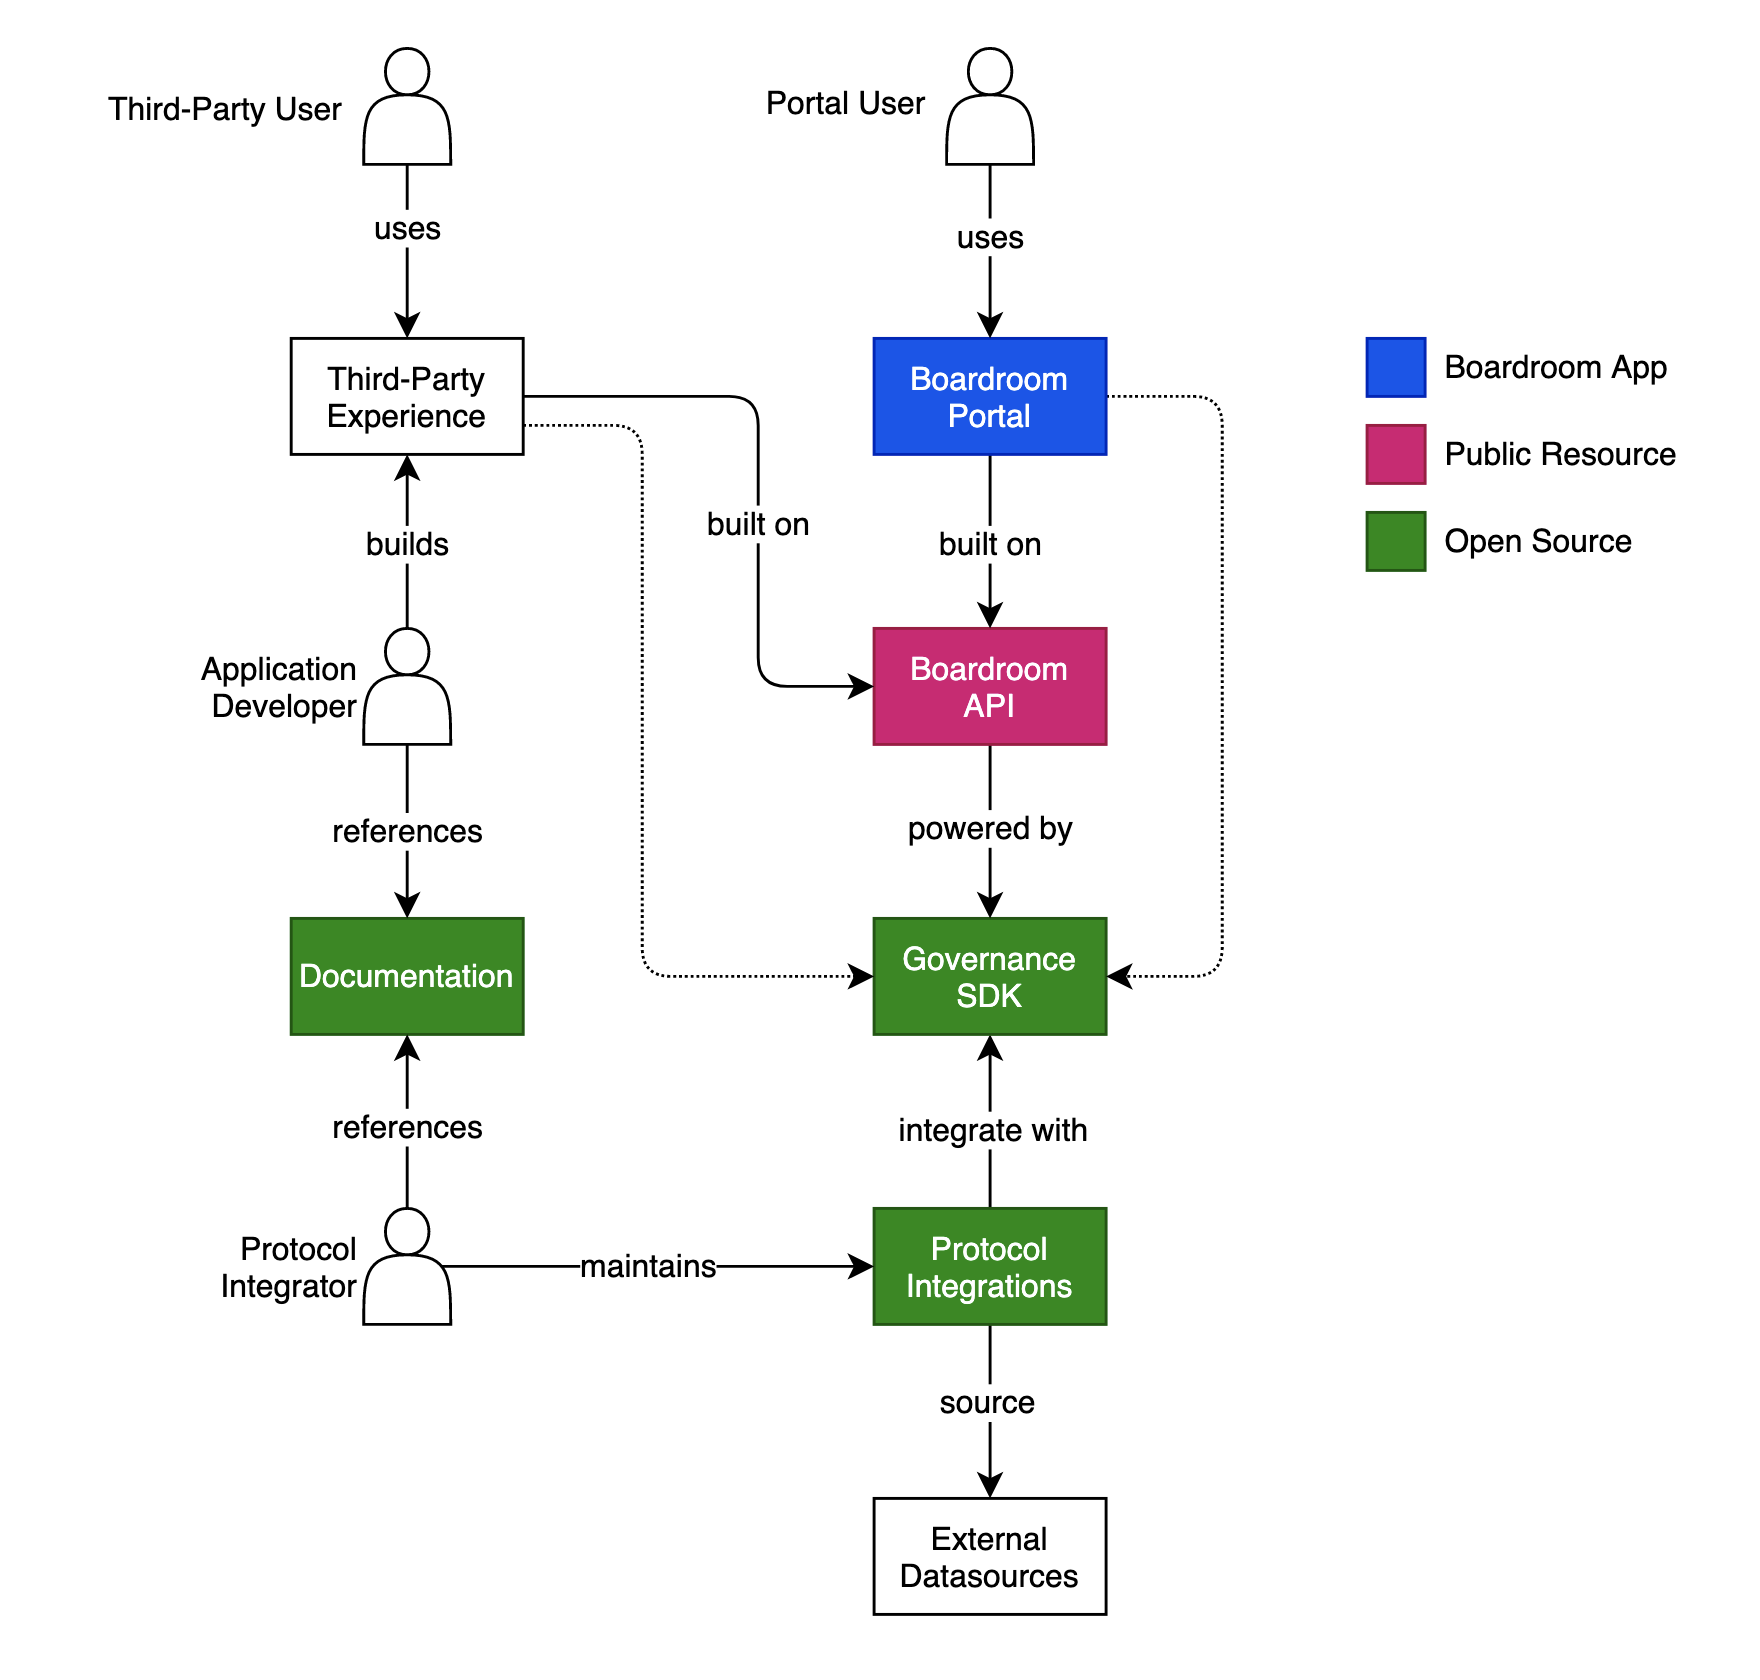 Third-Party User
Portal User
uses
uses
Third-Party
Experience
Boardroom
Portal
Boardroom App
Public Resource
Open Source
built on
builds
built on
Application
Developer
Boardroom
API
references
powered by
Documentation
Governance
SDK
references
integrate with
Protocol
Integrator
maintains
Protocol
Integrations
source
External
Datasources